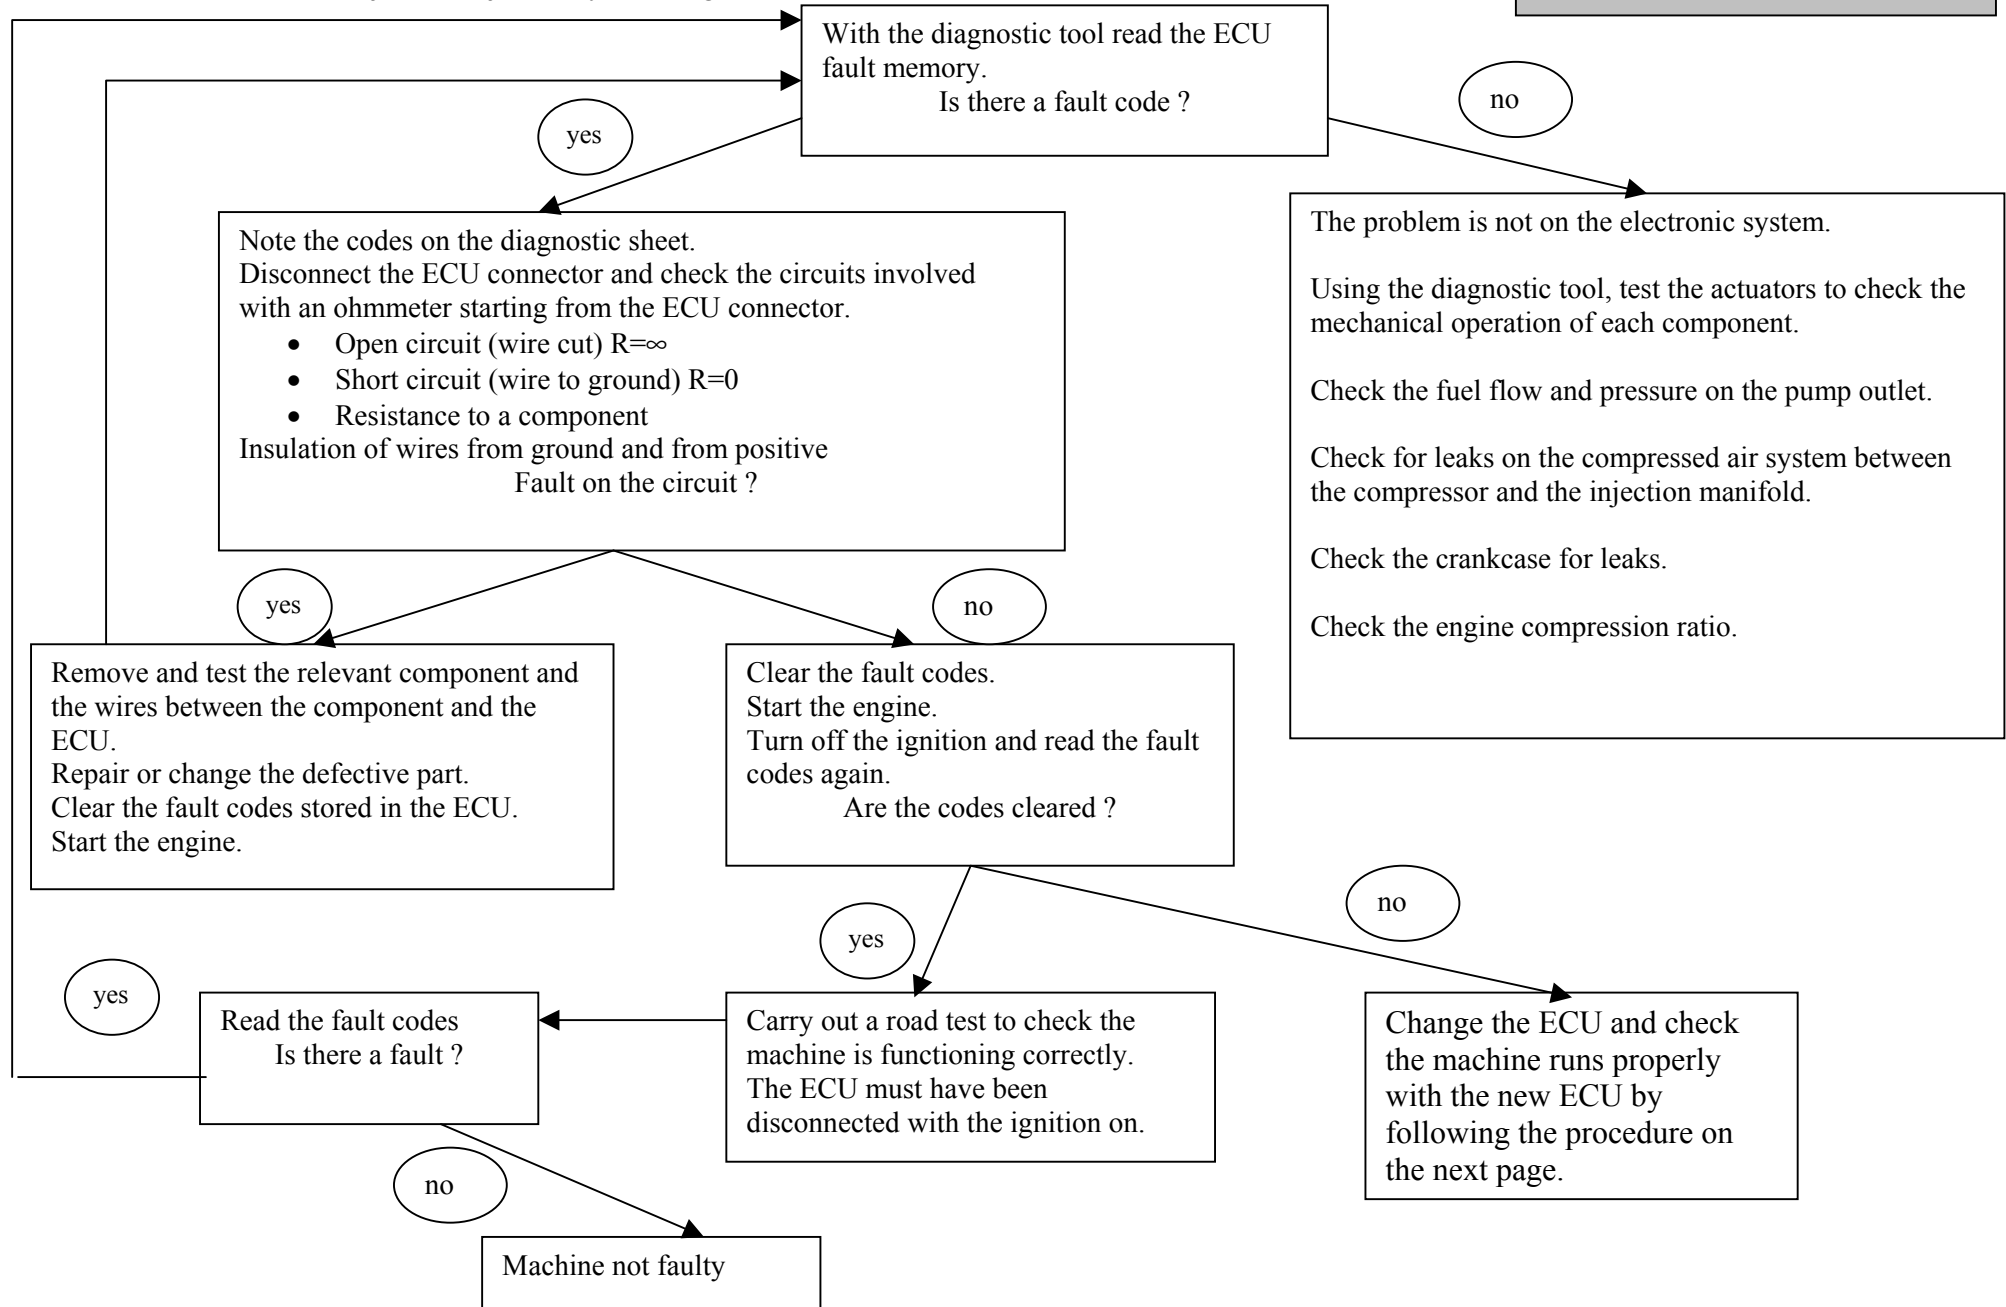 With the diagnostic tool read the ECU
fault memory.
Is there a fault code ?
yes
no
Note the codes on the diagnostic sheet.
Disconnect the ECU connector and check the circuits involved
with an ohmmeter starting from the ECU connector.
• Open circuit (wire cut) R=∞
• Short circuit (wire to ground) R=0
• Resistance to a component
Insulation of wires from ground and from positive
Fault on the circuit ?
The problem is not on the electronic system.
Using the diagnostic tool, test the actuators to check the
mechanical operation of each component.
Check the fuel flow and pressure on the pump outlet.
Check for leaks on the compressed air system between
the compressor and the injection manifold.
Check the crankcase for leaks.
Check the engine compression ratio.
yes
no
Remove and test the relevant component and
the wires between the component and the
ECU.
Repair or change the defective part.
Clear the fault codes stored in the ECU.
Start the engine.
Clear the fault codes.
Start the engine.
Turn off the ignition and read the fault
codes again.
Are the codes cleared ?
yes
no
yes
Read the fault codes
Is there a fault ?
Carry out a road test to check the
machine is functioning correctly.
The ECU must have been
disconnected with the ignition on.
Change the ECU and check
the machine runs properly
with the new ECU by
following the procedure on
the next page.
no
Machine not faulty